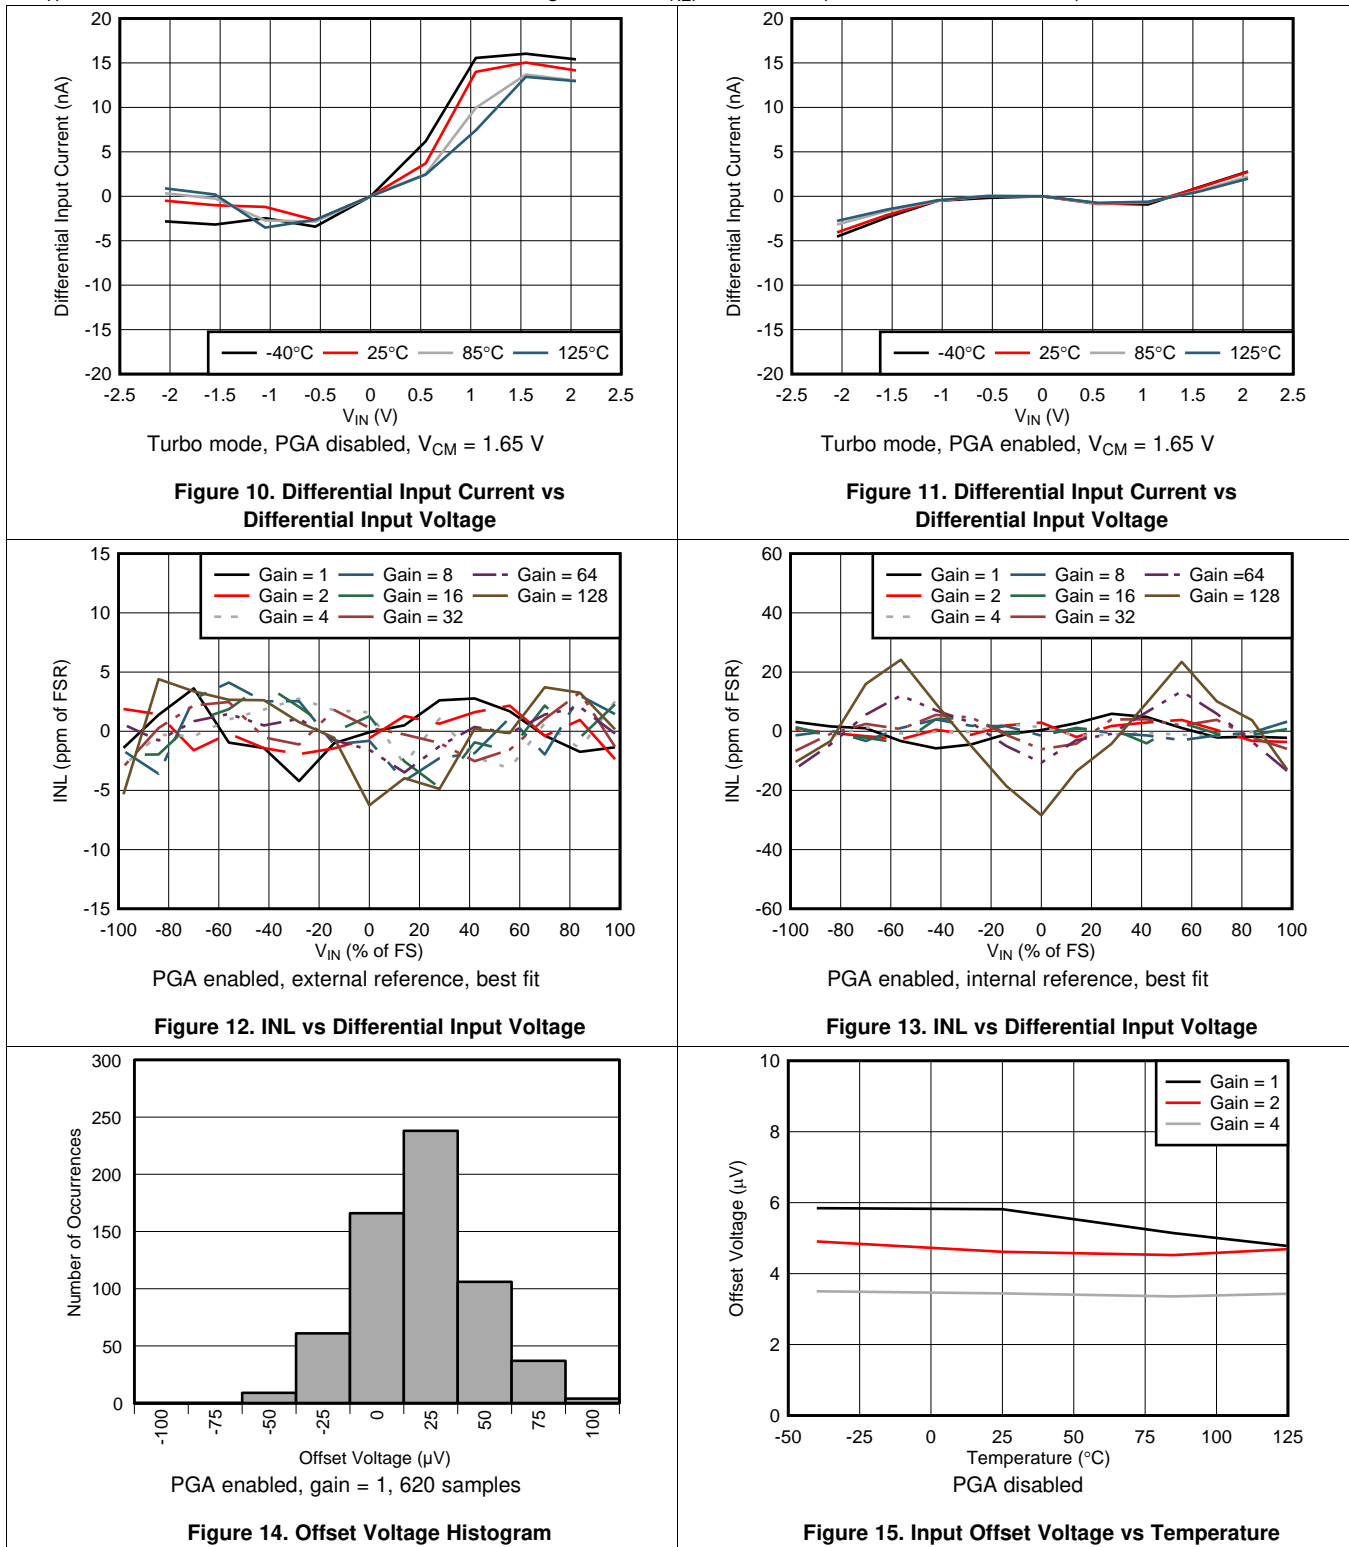 20
15
10
5
0
-5
-10
-15
-20
Differential Input Current (nA)
-40°C 25°C 85°C 125°C
-2.5 -2 -1.5 -1 -0.5 0 0.5 1 1.5 2 2.5
VIN (V)
Turbo mode, PGA disabled, VCM = 1.65 V
Figure 10. Differential Input Current vs
Differential Input Voltage
20
15
10
5
0
-5
-10
-15
-20
Differential Input Current (nA)
-40°C 25°C 85°C 125°C
-2.5 -2 -1.5 -1 -0.5 0 0.5 1 1.5 2 2.5
VIN (V)
Turbo mode, PGA enabled, VCM = 1.65 V
Figure 11. Differential Input Current vs
Differential Input Voltage
15
10
5
0
-5
-10
-15
INL (ppm of FSR)
Gain = 1 Gain = 8 Gain = 64
Gain = 2 Gain = 16 Gain = 128
Gain = 4 Gain = 32
-100 -80 -60 -40 -20 0 20 40 60 80 100
VIN (% of FS)
PGA enabled, external reference, best fit
Figure 12. INL vs Differential Input Voltage
60
40
20
0
-20
-40
-60
INL (ppm of FSR)
Gain = 1 Gain = 8 Gain =64
Gain = 2 Gain = 16 Gain = 128
Gain = 4 Gain = 32
-100 -80 -60 -40 -20 0 20 40 60 80 100
VIN (% of FS)
PGA enabled, internal reference, best fit
Figure 13. INL vs Differential Input Voltage
300
250
200
150
100
50
0
Number of Occurrences
-100 -75 -50 -25 0 25 50 75 100
Offset Voltage (µV)
PGA enabled, gain = 1, 620 samples
Figure 14. Offset Voltage Histogram
10
8
6
4
2
0
Offset Voltage (µV)
Gain = 1
Gain = 2
Gain = 4
-50 -25 0 25 50 75 100 125
Temperature (°C)
PGA disabled
Figure 15. Input Offset Voltage vs Temperature